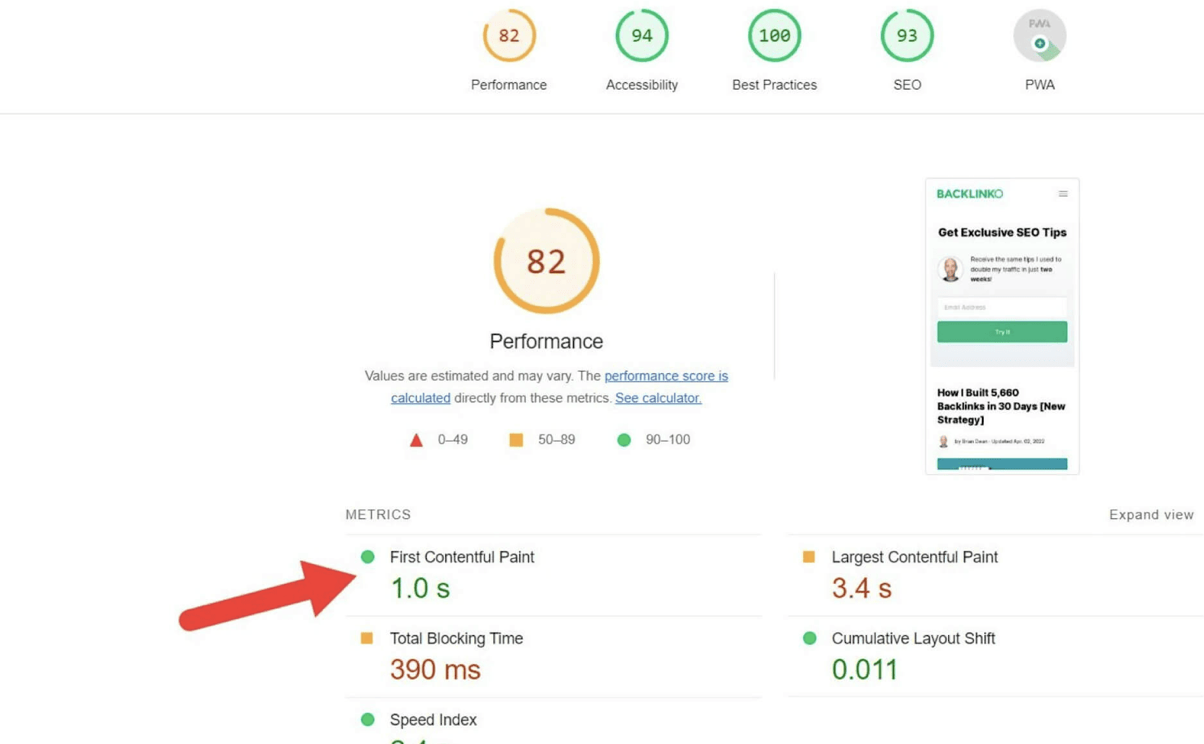 82
94
100
93
PWA
Performance
Accessibility
Best Practices
SEO
PWA
BACKLINKO
Get Exclusive SEO Tips
Receive the same tips I used to
double my traffic in just two
weeks!
Email Address
Try It
How I Built 5,660
Backlinks in 30 Days [New
Strategy]
by Brian Dean · Updated Apr. 02, 2022
82
Performance
Values are estimated and may vary. The performance score is
calculated directly from these metrics. See calculator.
0–49
50–89
90–100
METRICS
Expand view
First Contentful Paint
1.0 s
Largest Contentful Paint
3.4 s
Total Blocking Time
390 ms
Cumulative Layout Shift
0.011
Speed Index